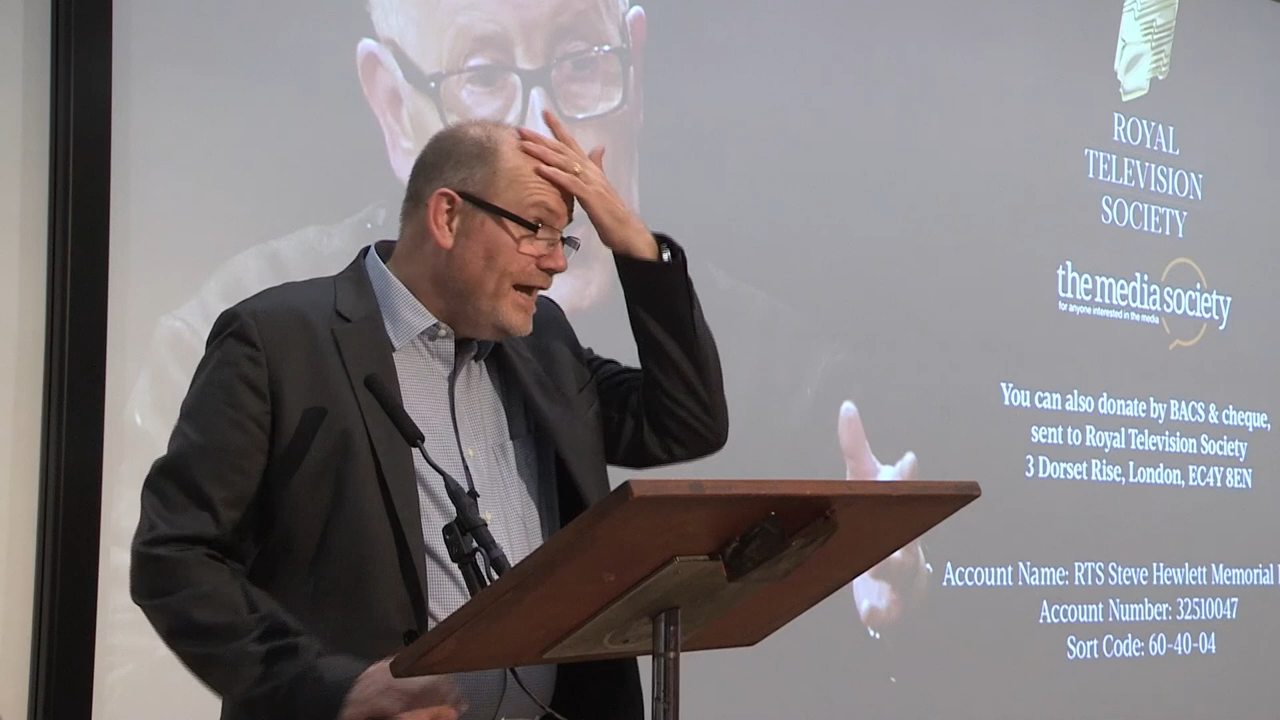 ROYAL
TELEVISION
SOCIETY
the media society
for anyone interested in the media
You can also donate by BACS & cheque,
sent to Royal Television Society
3 Dorset Rise, London, EC4Y 8EN
Account Name: RTS Steve Hewlett Memorial
Account Number: 32510047
Sort Code: 60-40-04